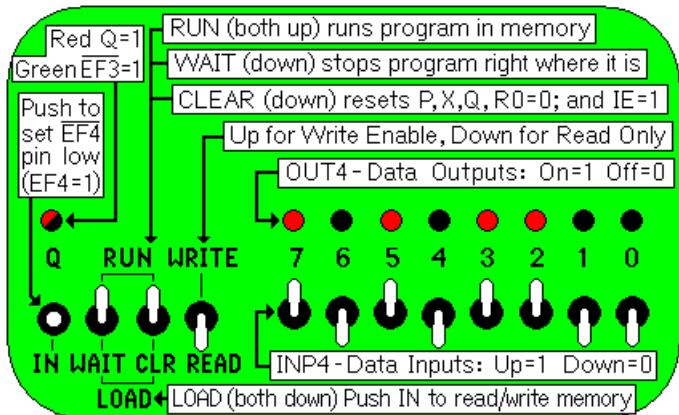 Red Q=1
Green EF3=1
RUN (both up) runs program in memory
WAIT (down) stops program right where it is
CLEAR (down) resets P,X,Q,R0=0; and IE=1
Push to
set EF4
pin low
(EF4=1)
Up for Write Enable, Down for Read Only
OUT4-Data Outputs: On=1 Off=0
Q RUN WRITE 7 6 5 4 3 2 1 0
IN WAIT CLR READ
INP4-Data Inputs: Up=1 Down=0
LOAD
LOAD (both down) Push IN to read/write memory